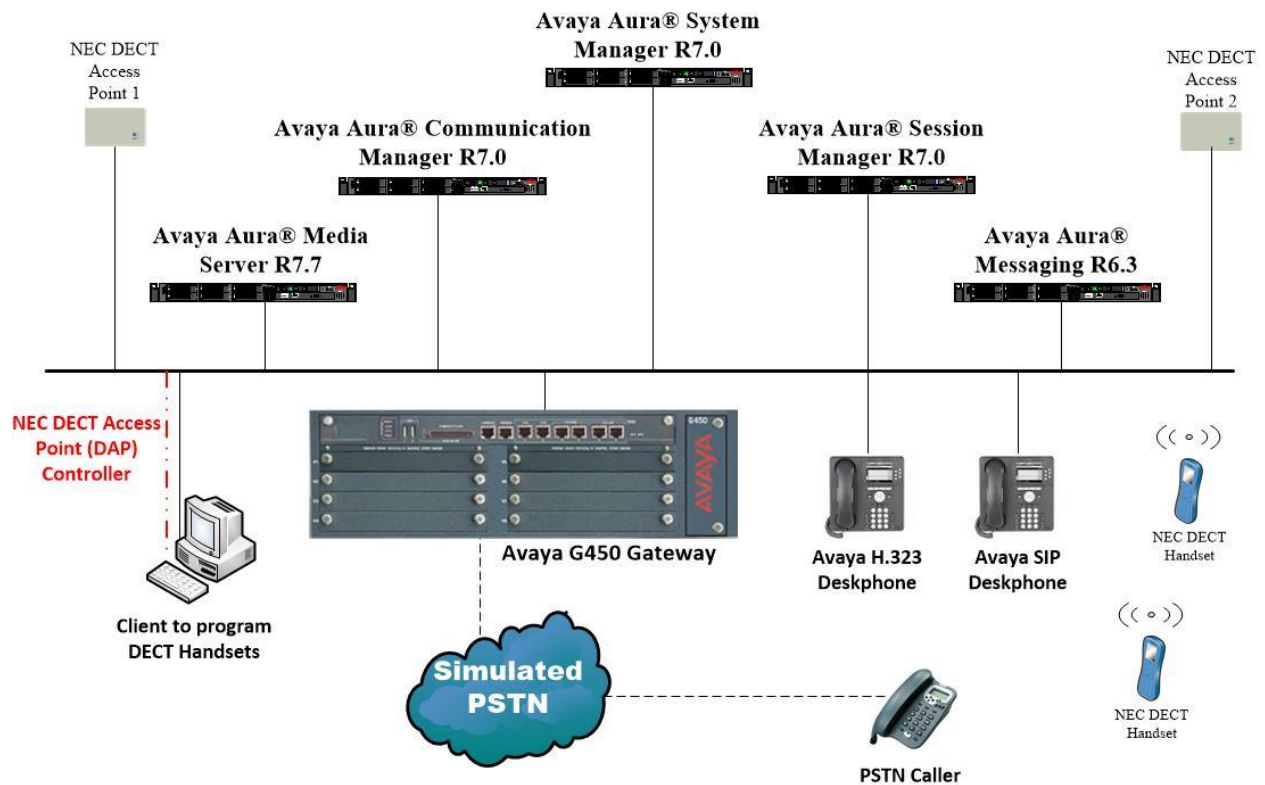 Avaya Aura® System
Manager R7.0
NEC DECT
Access
Point 1
NEC DECT
Access
Point 2
Avaya Aura® Communication
Manager R7.0
Avaya Aura® Session
Manager R7.0
Avaya Aura® Media
Server R7.7
Avaya Aura®
Messaging R6.3
NEC DECT Access
Point (DAP)
Controller
G450
AVAYA
Avaya G450 Gateway
Avaya H.323
Deskphone
Avaya SIP
Deskphone
NEC DECT
Handset
Client to program
DECT Handsets
Simulated
PSTN
NEC DECT
Handset
PSTN Caller